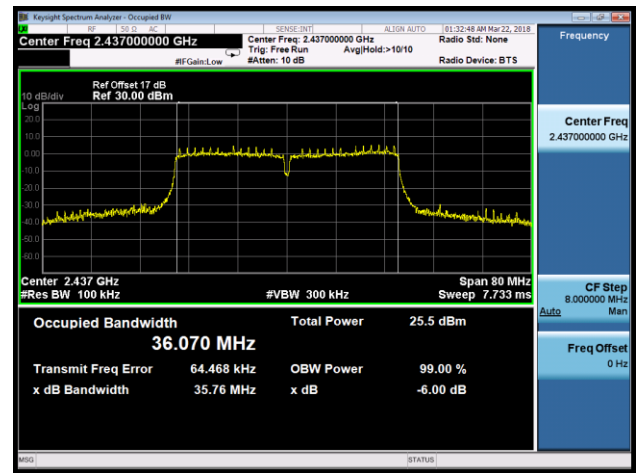 Keysight Spectrum Analyzer - Occupied BW
RF 50 Ω AC SENSE:INT ALIGN AUTO 01:32:48 AM Mar 22, 2018
Center Freq 2.437000000 GHz
Center Freq: 2.437000000 GHz
Radio Std: None
Trig: Free Run Avg|Hold:>10/10
#IFGain:Low #Atten: 10 dB Radio Device: BTS
Frequency
Ref Offset 17 dB
10 dB/div Ref 30.00 dBm
Log
20.0
10.0
0.00
-10.0
-20.0
-30.0
-40.0
-50.0
-60.0
Center 2.437 GHz Span 80 MHz
#Res BW 100 kHz #VBW 300 kHz Sweep 7.733 ms
Occupied Bandwidth Total Power 25.5 dBm
36.070 MHz
Transmit Freq Error 64.468 kHz OBW Power 99.00 %
x dB Bandwidth 35.76 MHz x dB -6.00 dB
Center Freq
2.437000000 GHz
CF Step
8.000000 MHz
Auto Man
Freq Offset
0 Hz
MSG STATUS